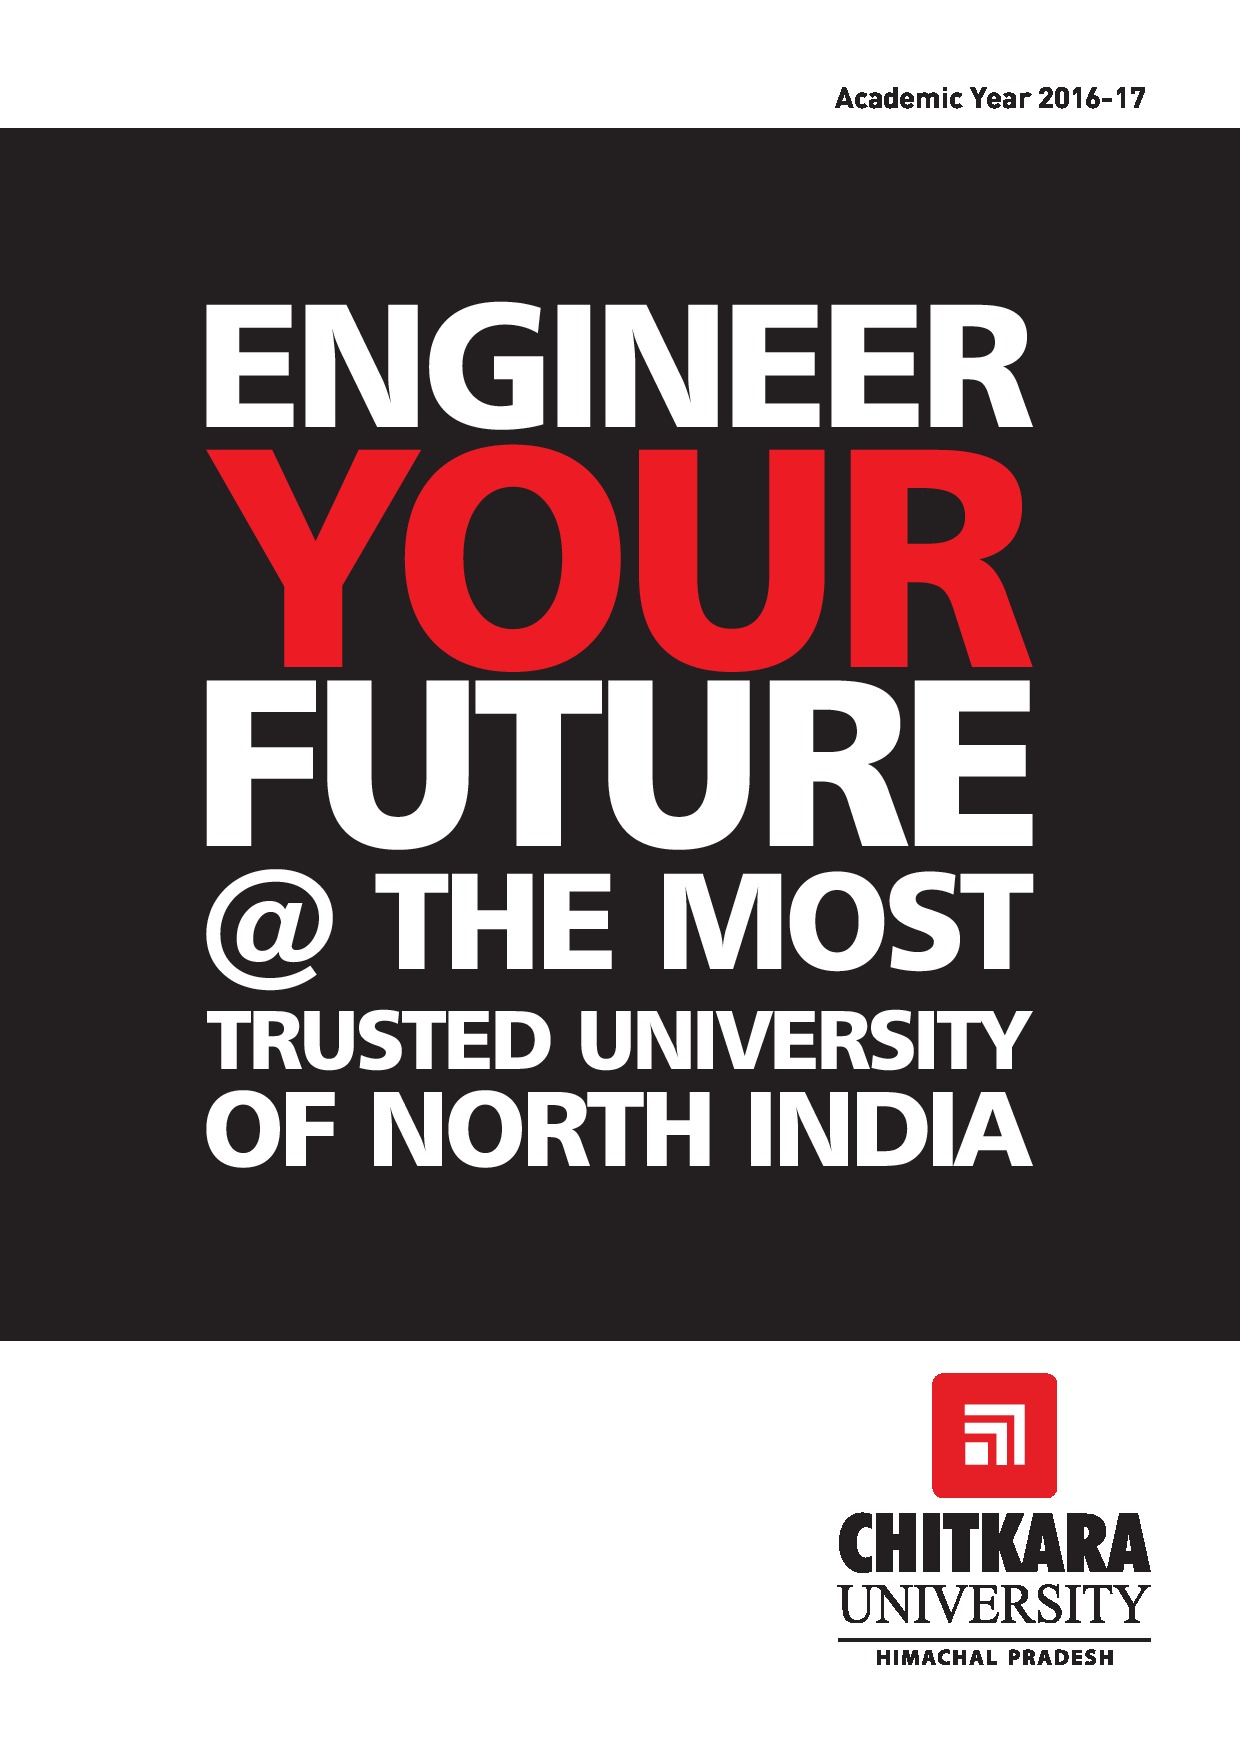 Academic Year 2016-17
ENGINEER
YOUR
FUTURE
@ THE MOST
TRUSTED UNIVERSITY
OF NORTH INDIA
CHITKARA
UNIVERSITY
HIMACHAL PRADESH